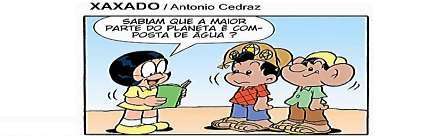 XAXADO / Antonio Cedraz
SABIAM QUE A MAIOR
PARTE DO PLANETA É COM-
POSTA DE ÁGUA ?